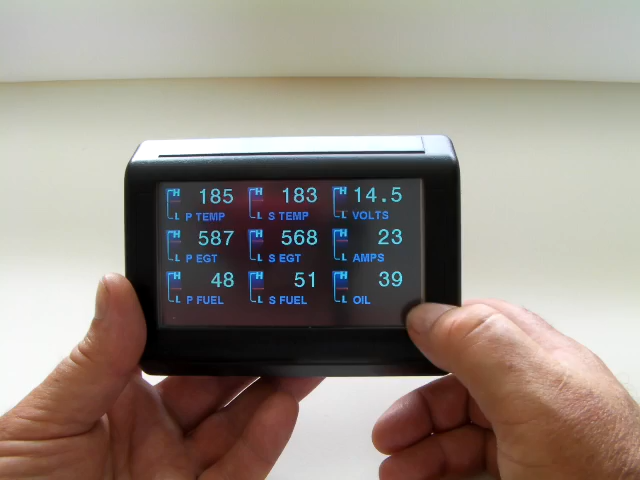 H 185 H 183 H 14.5
L P TEMP L S TEMP L VOLTS
H 587 H 568 H 23
L P EGT L S EGT L AMPS
H 48 H 51 H 39
L P FUEL L S FUEL L OIL